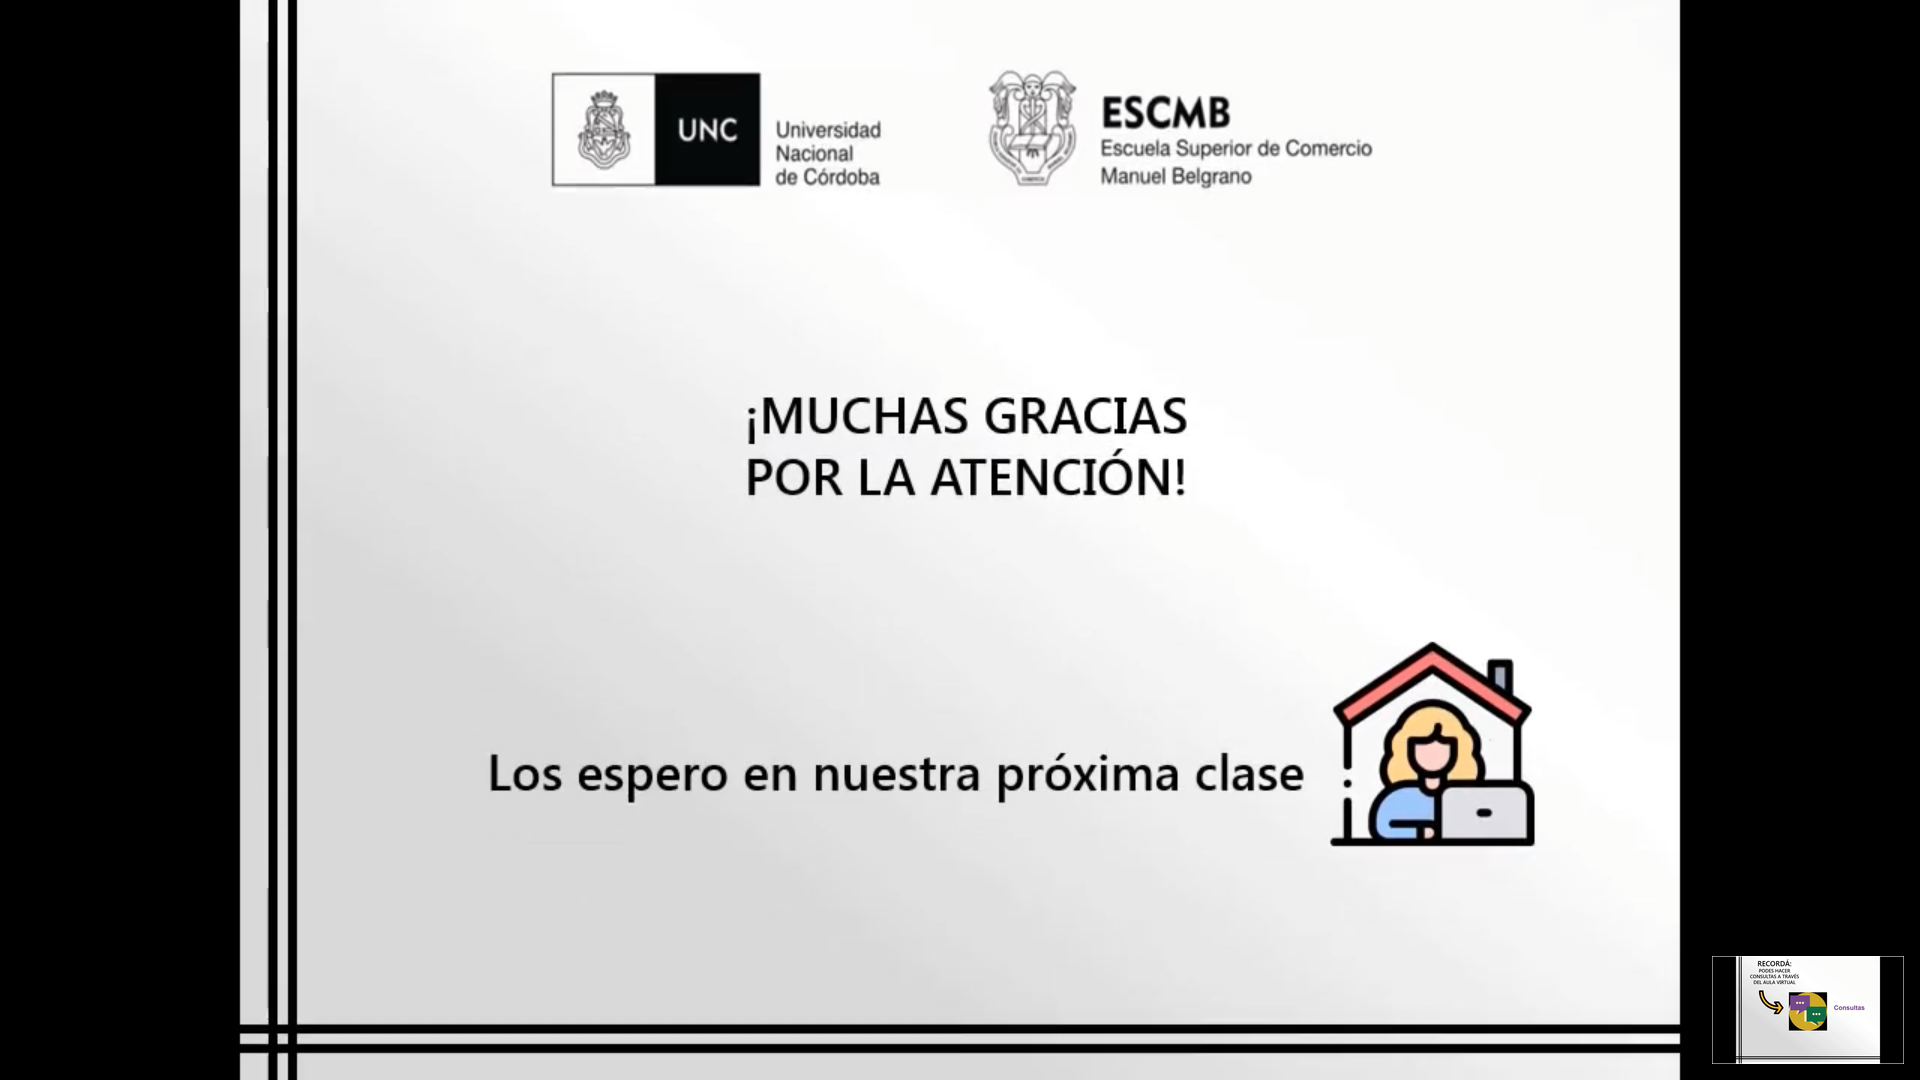 UNC
Universidad
Nacional
de Córdoba
ESCMB
Escuela Superior de Comercio
Manuel Belgrano
¡MUCHAS GRACIAS
POR LA ATENCIÓN!
Los espero en nuestra próxima clase
RECORDÁ:
PODES HACER
CONSULTAS A TRAVÉS
DEL AULA VIRTUAL
Consultas